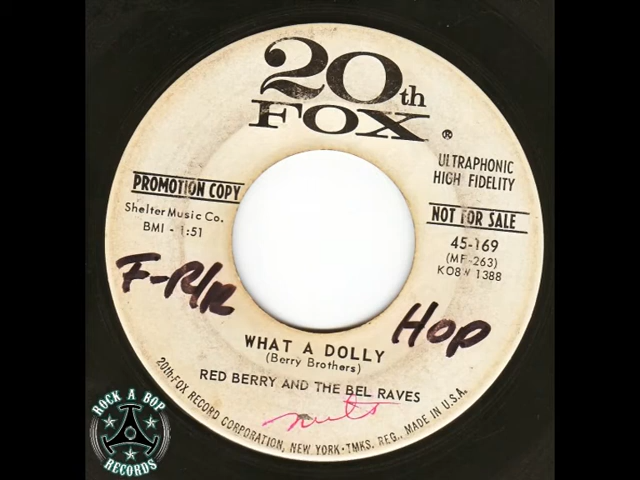 20th
FOX ®
ULTRAPHONIC
HIGH FIDELITY
PROMOTION COPY
NOT FOR SALE
Shelter Music Co.
BMI - 1:51
45-169
(MF-263)
KO8W 1388
F-R/R
HOP
WHAT A DOLLY
(Berry Brothers)
RED BERRY AND THE BEL RAVES
20th-FOX RECORD CORPORATION, NEW YORK-TMKS. REG., MADE IN U.S.A.
ROCK A BOP
RECORDS